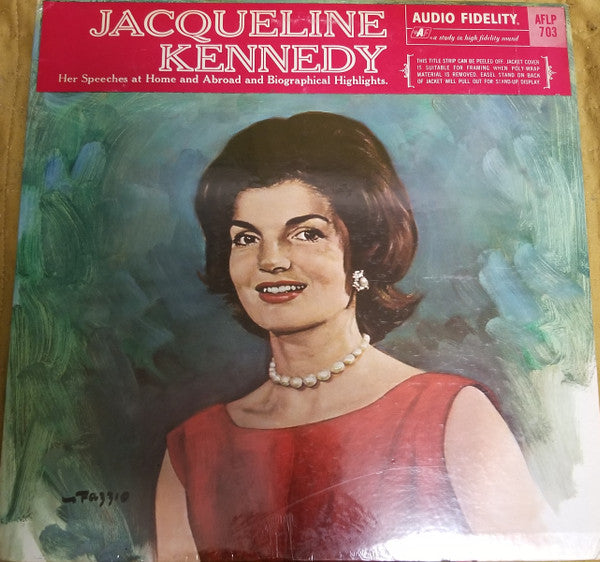 JACQUELINE
KENNEDY
Her Speeches at Home and Abroad and Biographical Highlights.
AUDIO FIDELITY®
AF a study in high fidelity sound
AFLP
703
THIS TITLE STRIP CAN BE PEELED OFF. JACKET COVER
IS SUITABLE FOR FRAMING WHEN POLY-WRAP
MATERIAL IS REMOVED. EASEL STAND ON BACK
OF JACKET WILL PULL OUT FOR STAND-UP DISPLAY